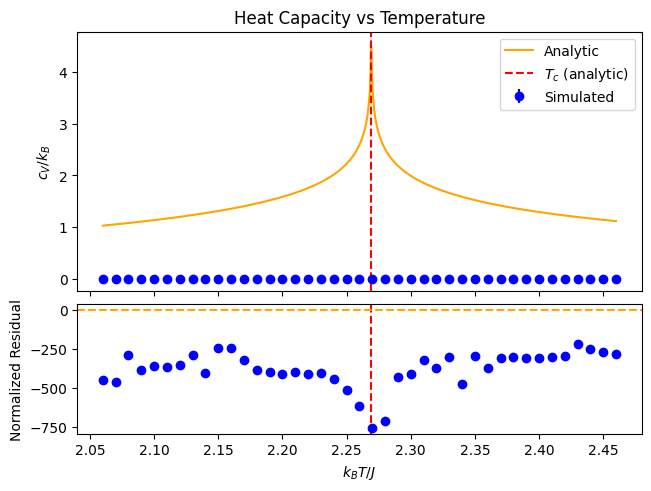 Heat Capacity vs Temperature
Analytic
T_c (analytic)
Simulated
c_V/k_B
4
3
2
1
0
Normalized Residual
0
−250
−500
−750
2.05
2.10
2.15
2.20
2.25
2.30
2.35
2.40
2.45
k_BT/J